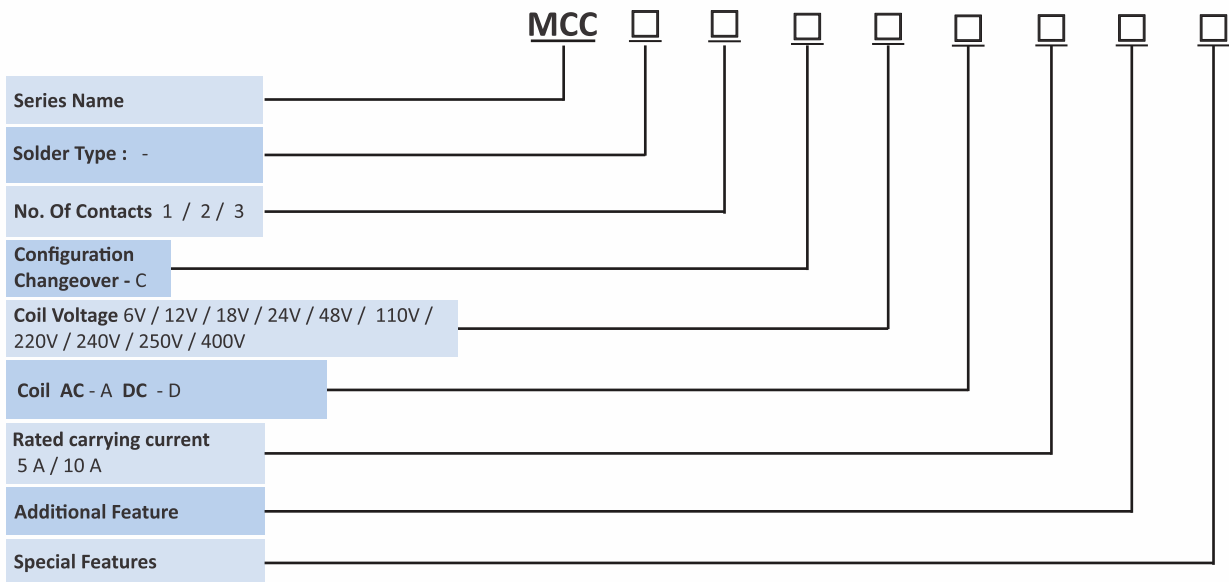 MCC □ □ □ □ □ □ □ □
Series Name
Solder Type : -
No. Of Contacts 1 / 2 / 3
Configuration
Changeover - C
Coil Voltage 6V / 12V / 18V / 24V / 48V / 110V /
220V / 240V / 250V / 400V
Coil AC - A DC - D
Rated carrying current
5 A / 10 A
Additional Feature
Special Features